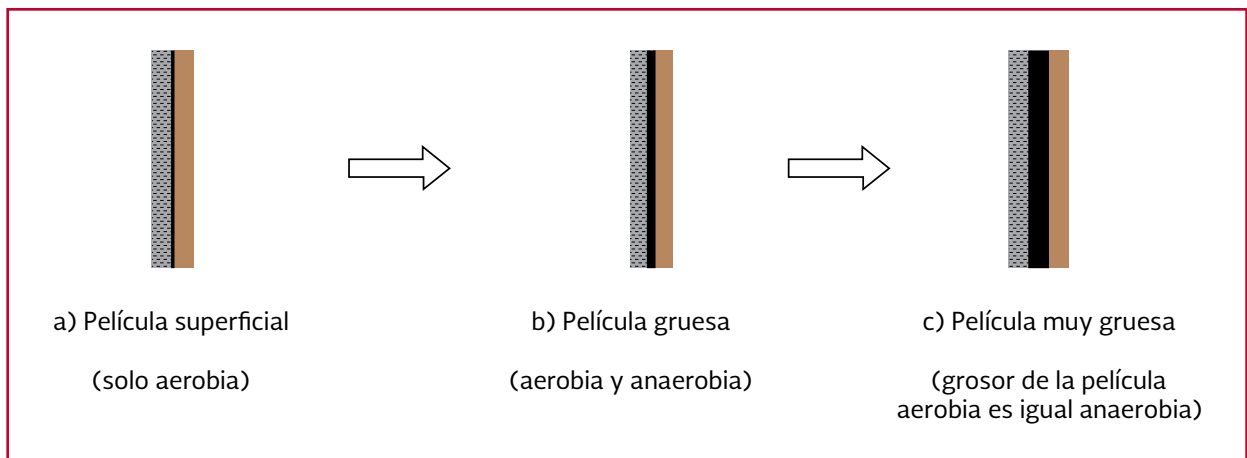 a) Película superficial
(solo aerobia)
b) Película gruesa
(aerobia y anaerobia)
c) Película muy gruesa
(grosor de la película
aerobia es igual anaerobia)